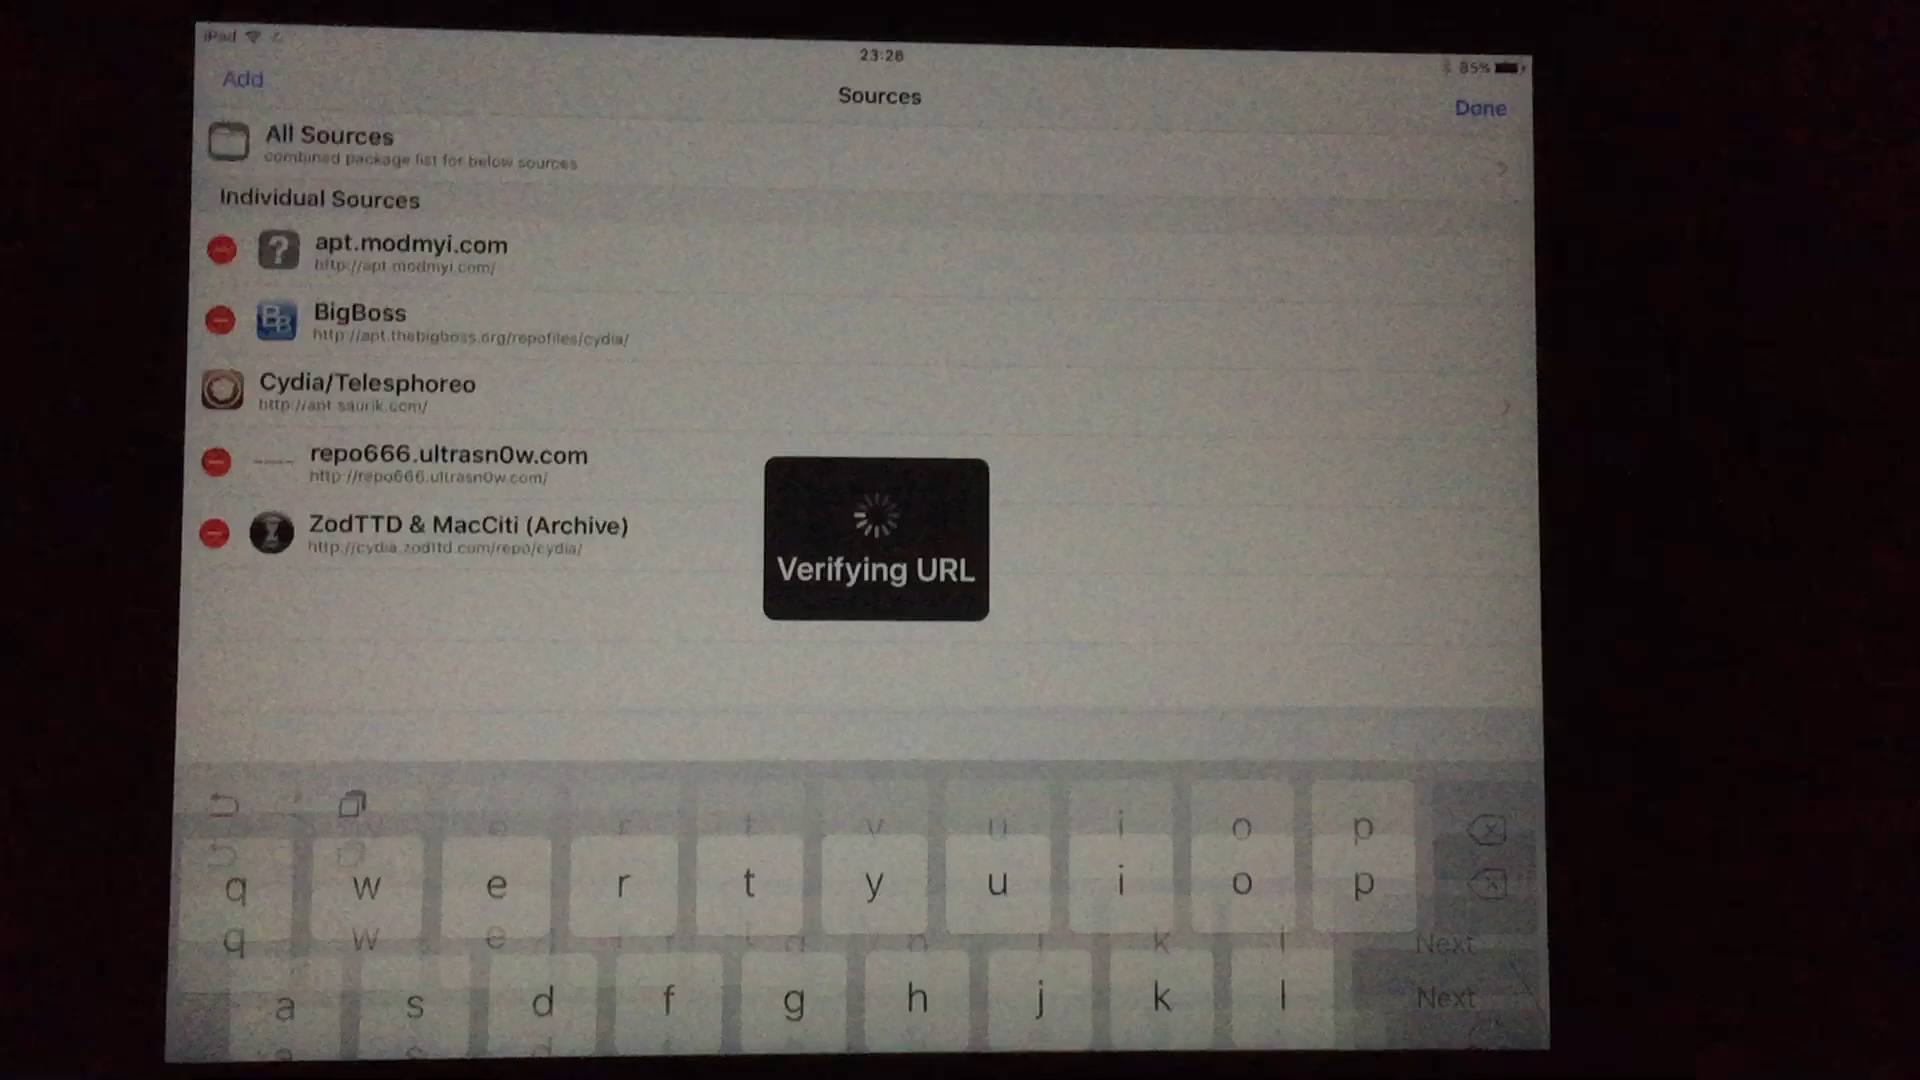 iPad
23:28
85%
Add
Sources
Done
All Sources
combined package list for below sources
Individual Sources
apt.modmyi.com
http://apt.modmyi.com/
BigBoss
http://apt.thebigboss.org/repofiles/cydia/
Cydia/Telesphoreo
http://apt.saurik.com/
repo666.ultrasn0w.com
http://repo666.ultrasn0w.com/
ZodTTD & MacCiti (Archive)
http://cydia.zodttd.com/repo/cydia/
Verifying URL
q w e r t y u i o p
a s d f g h j k l Next